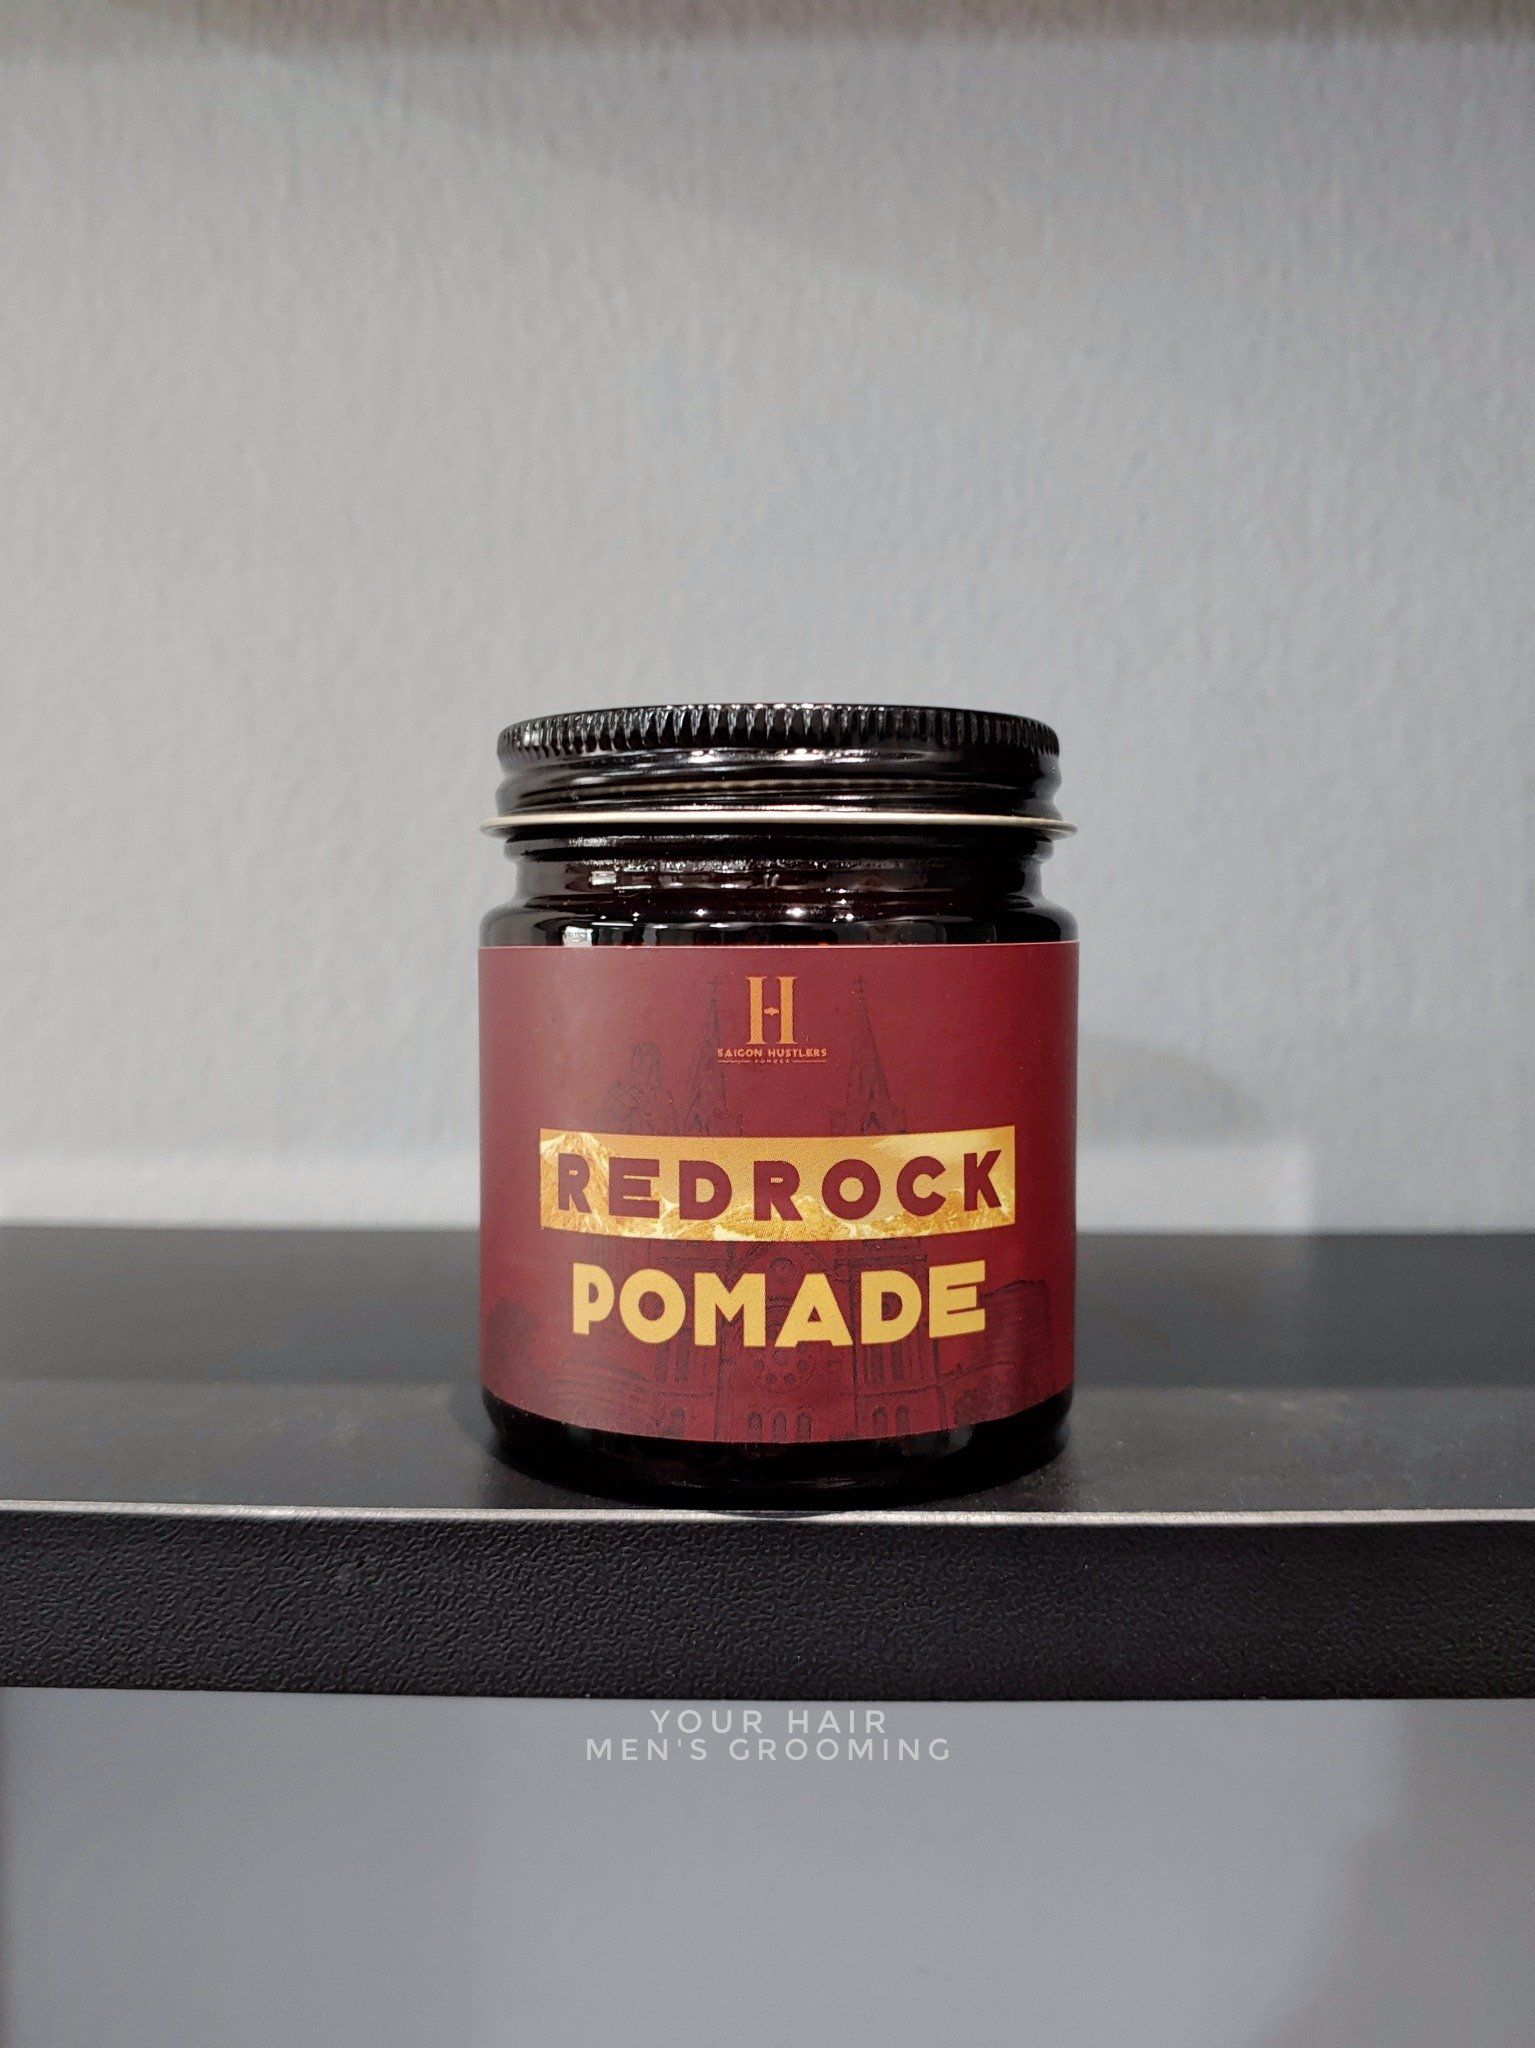 H
SAIGON HUSTLERS
REDROCK
POMADE
YOUR HAIR
MEN'S GROOMING